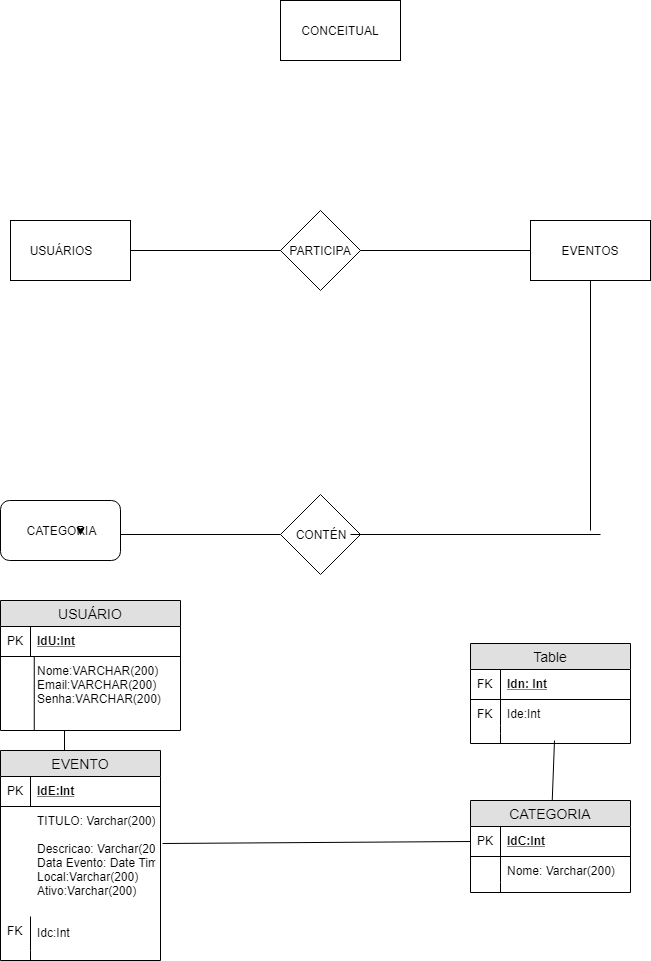 CONCEITUAL
USUÁRIOS
PARTICIPA
EVENTOS
CATEGORIA
CONTÉN
USUÁRIO
PK IdU:Int
Nome:VARCHAR(200)
Email:VARCHAR(200)
Senha:VARCHAR(200)
Table
FK Idn: Int
FK Ide:Int
EVENTO
PK IdE:Int
TITULO: Varchar(200)
Descricao: Varchar(20
Data Evento: Date Tim
Local:Varchar(200)
Ativo:Varchar(200)
FK Idc:Int
CATEGORIA
PK IdC:Int
Nome: Varchar(200)